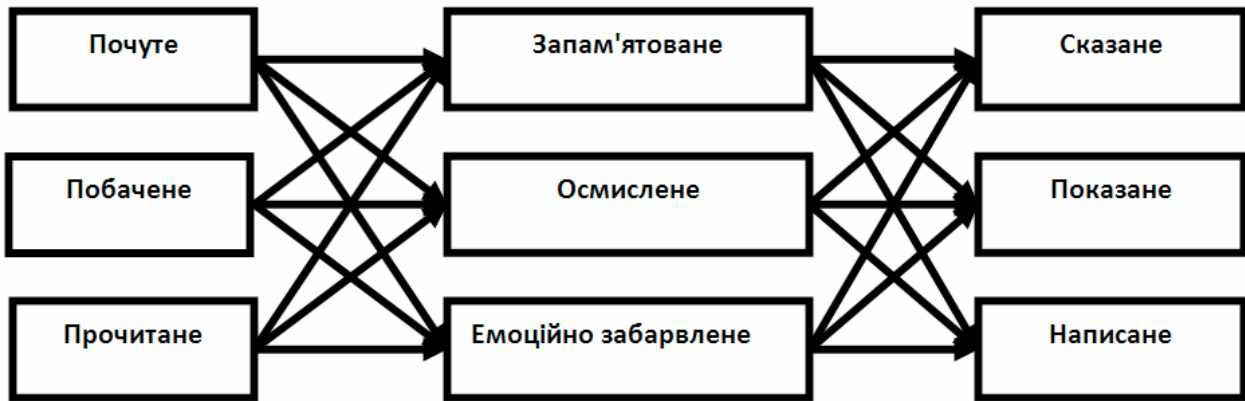 Почуте
Запам'ятоване
Сказане
Побачене
Осмислене
Показане
Прочитане
Емоційно забарвлене
Написане